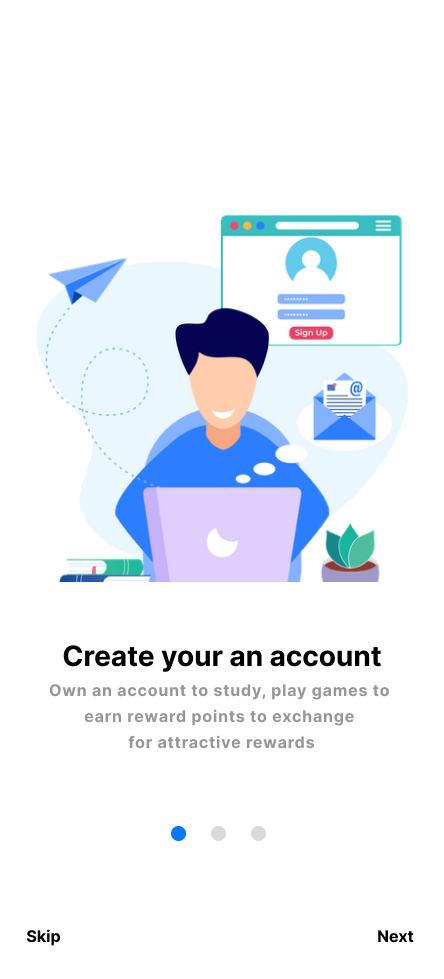 Sign Up
@
Create your an account
Own an account to study, play games to
earn reward points to exchange
for attractive rewards
Skip
Next